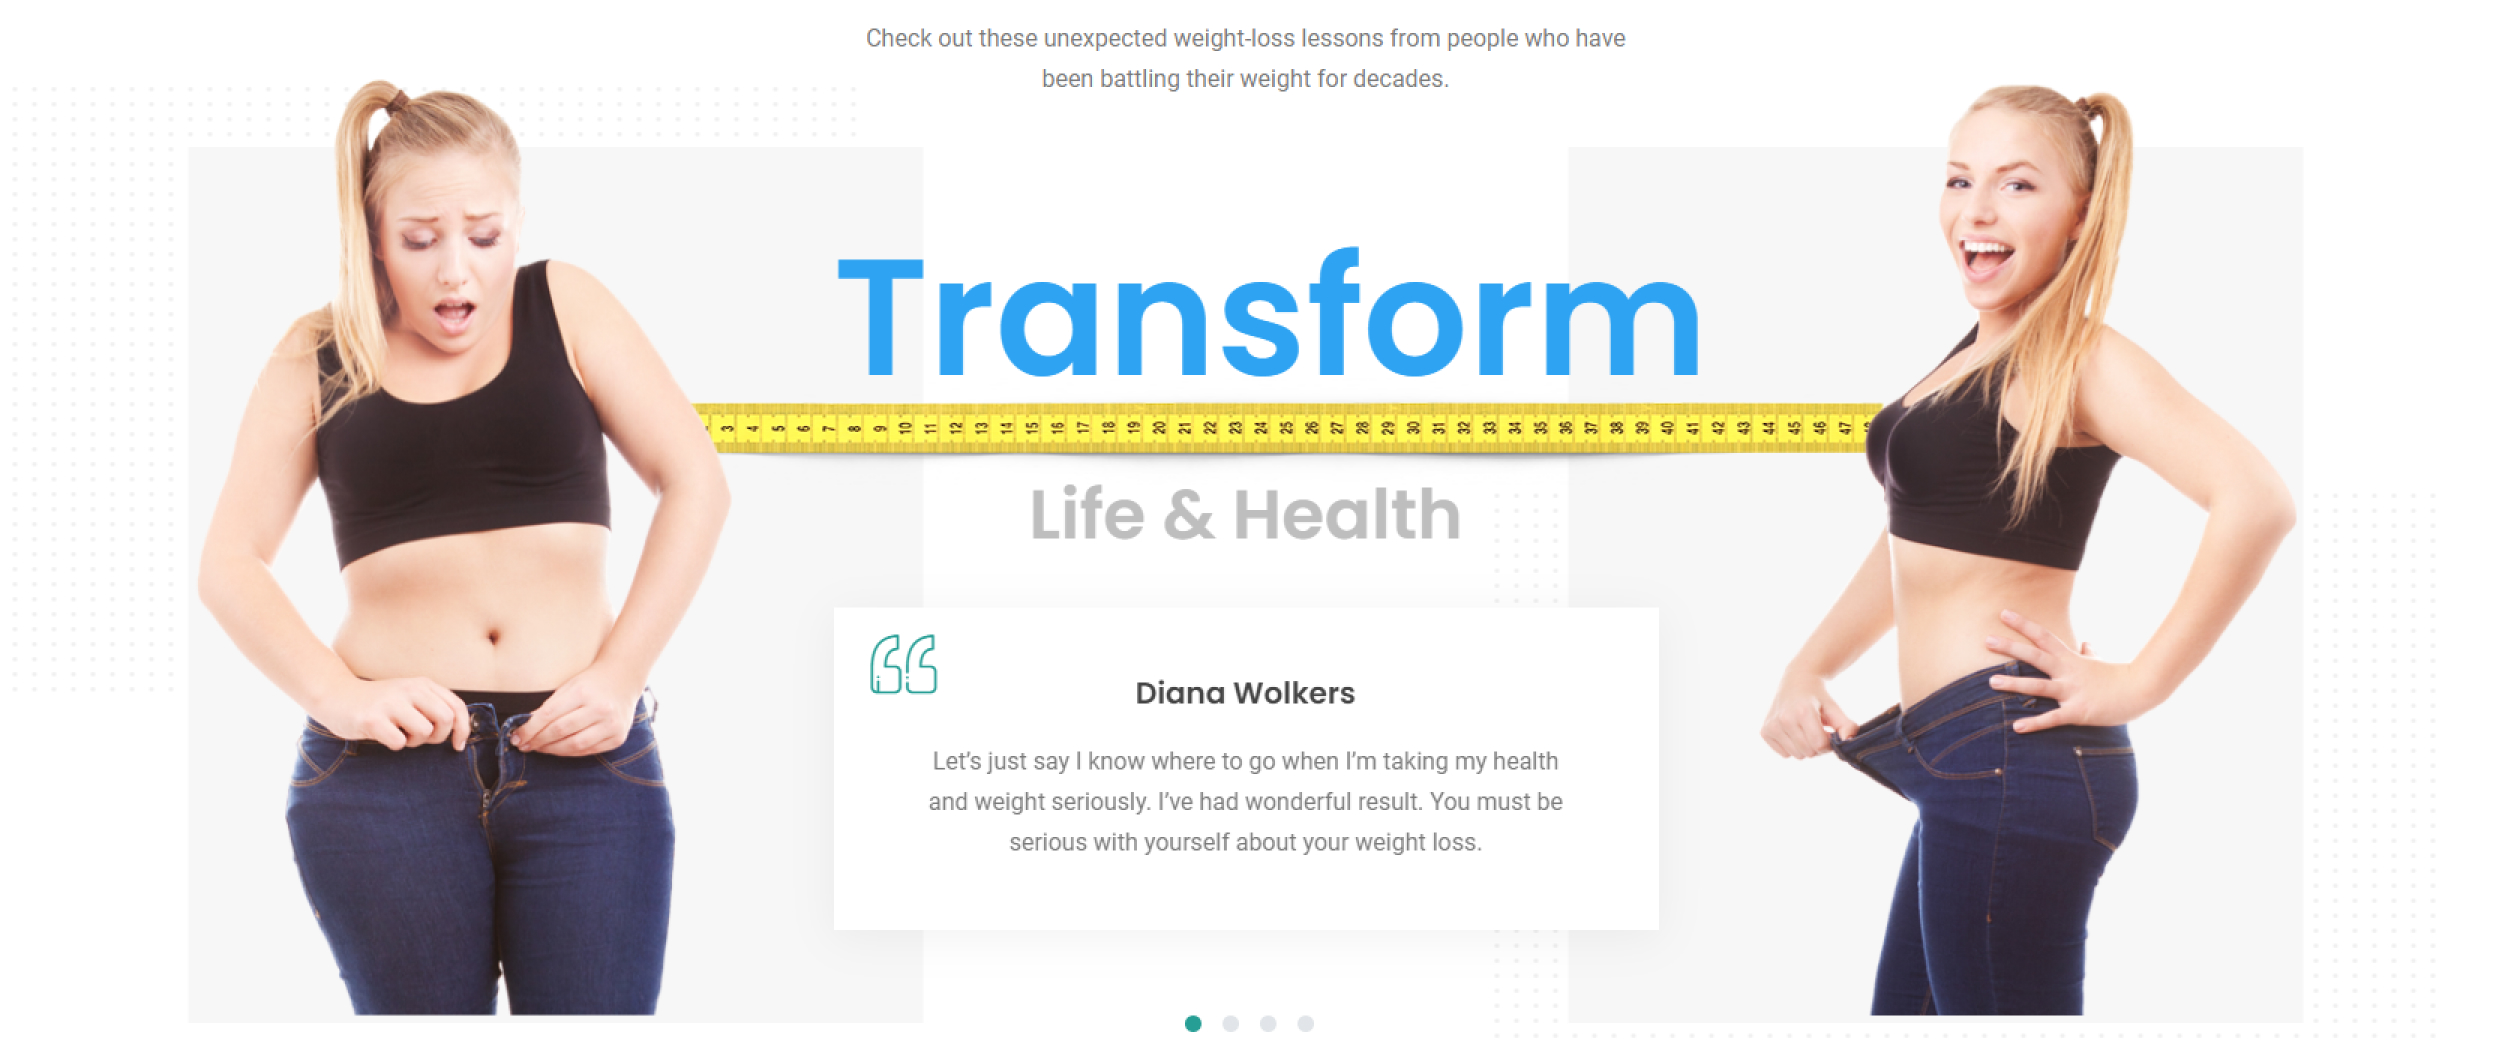 Check out these unexpected weight-loss lessons from people who have
been battling their weight for decades.
Transform
3 4 5 6 7 8 9 10 11 12 13 14 15 16 17 18 19 20 21 22 23 24 25 26 27 28 29 30 31 32 33 34 35 36 37 38 39 40 41 42 43 44 45 46 47
Life & Health
Diana Wolkers
Let’s just say I know where to go when I’m taking my health
and weight seriously. I’ve had wonderful result. You must be
serious with yourself about your weight loss.